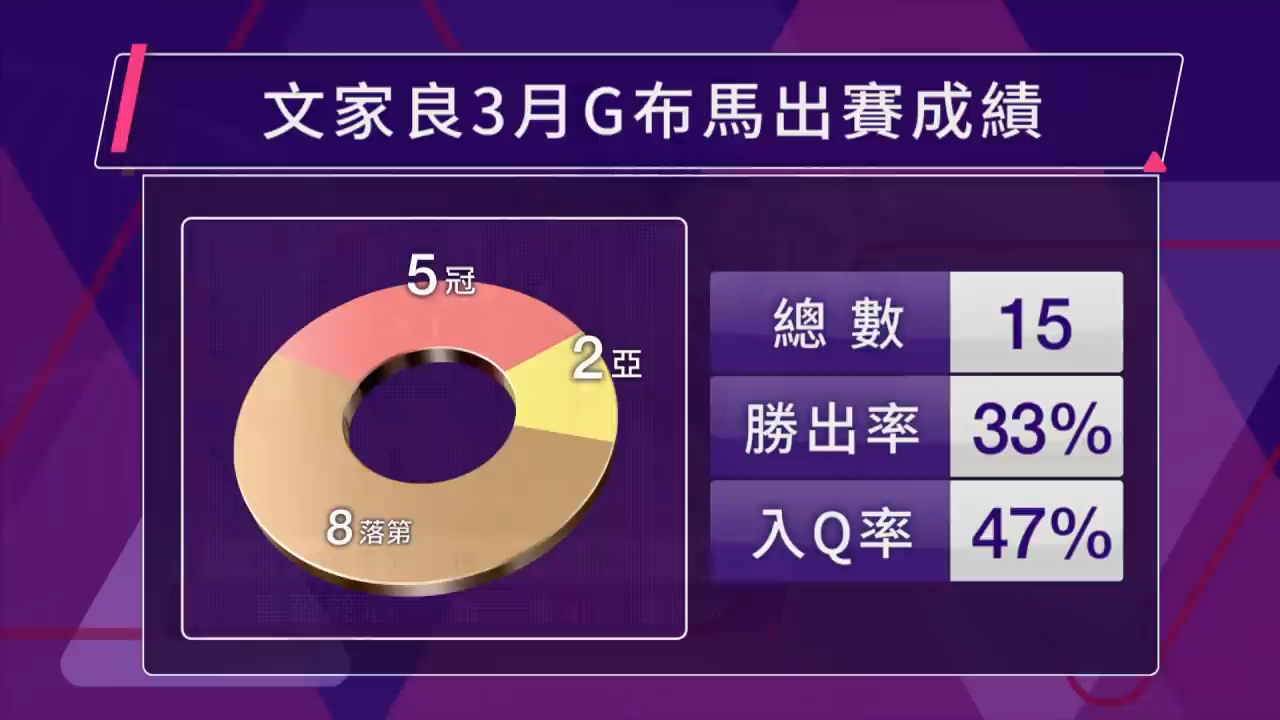 文家良3月G布馬出賽成績
5冠
2亞
8落第
總數 15
勝出率 33%
入Q率 47%